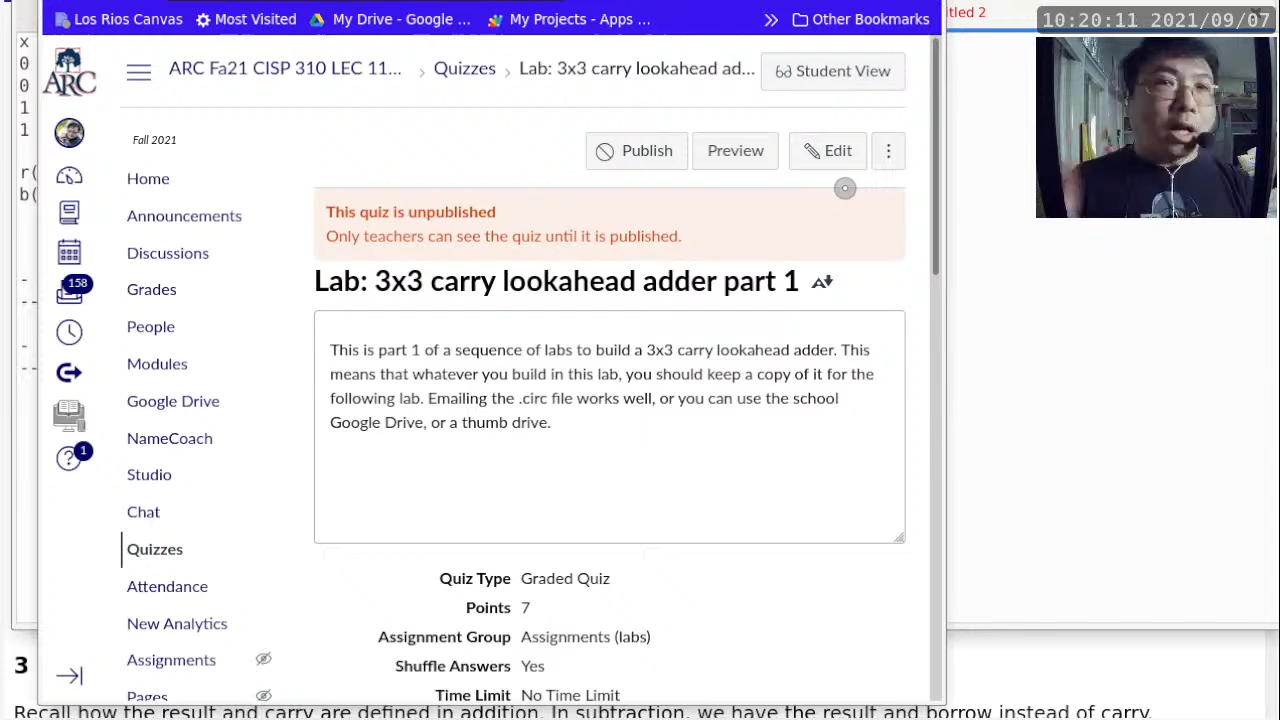 Los Rios Canvas
Most Visited
My Drive - Google ...
My Projects - Apps ...
Other Bookmarks
itled 2
10:20:11 2021/09/07
x
0
0
1
1
r(
b(
ARC
ARC Fa21 CISP 310 LEC 11...
Quizzes
Lab: 3x3 carry lookahead ad...
Student View
Fall 2021
Publish
Preview
Edit
Home
Announcements
Discussions
158
Grades
People
Modules
Google Drive
NameCoach
1
Studio
Chat
Quizzes
Attendance
New Analytics
Assignments
Pages
This quiz is unpublished
Only teachers can see the quiz until it is published.
Lab: 3x3 carry lookahead adder part 1
This is part 1 of a sequence of labs to build a 3x3 carry lookahead adder. This
means that whatever you build in this lab, you should keep a copy of it for the
following lab. Emailing the .circ file works well, or you can use the school
Google Drive, or a thumb drive.
Quiz Type Graded Quiz
Points 7
Assignment Group Assignments (labs)
Shuffle Answers Yes
Time Limit No Time Limit
3
Recall how the result and carry are defined in addition. In subtraction, we have the result and borrow instead of carry.